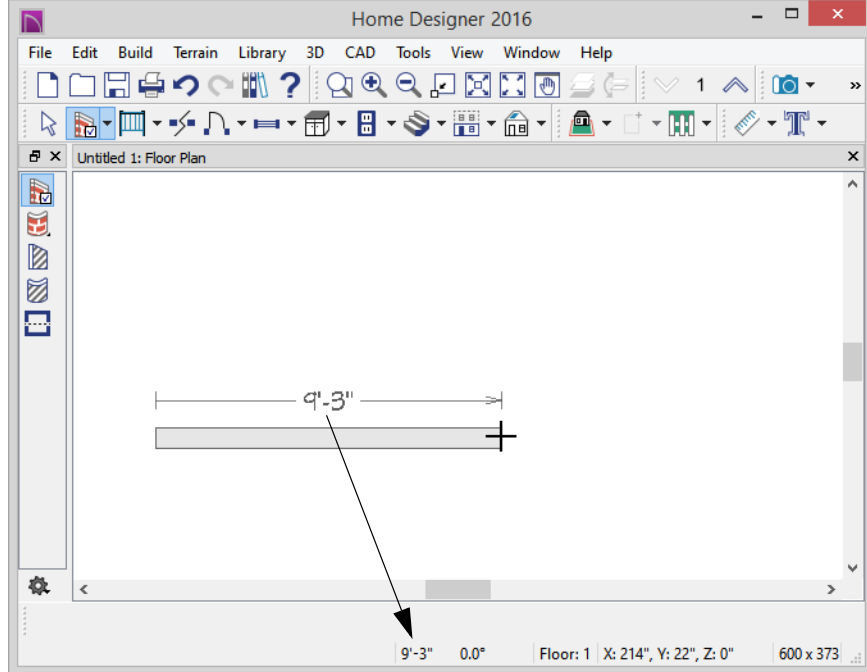 Home Designer 2016
File Edit Build Terrain Library 3D CAD Tools View Window Help
? 1 »
T
Untitled 1: Floor Plan
9'-3"
9'-3" 0.0° Floor: 1 X: 214", Y: 22", Z: 0" 600 x 373